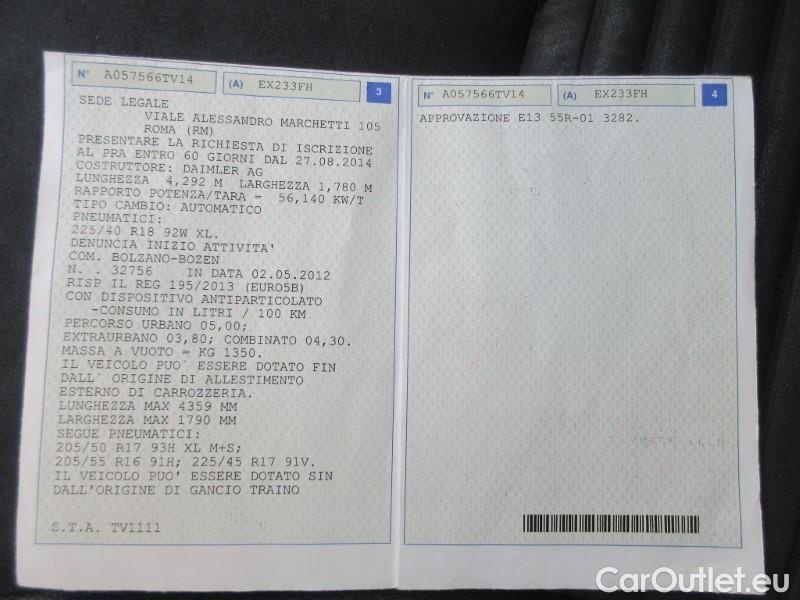 N° A057566TV14 (A) EX233FH 3
SEDE LEGALE
VIALE ALESSANDRO MARCHETTI 105
ROMA (RM)
PRESENTARE LA RICHIESTA DI ISCRIZIONE
AL PRA ENTRO 60 GIORNI DAL 27.08.2014
COSTRUTTORE: DAIMLER AG
LUNGHEZZA 4,292 M LARGHEZZA 1,780 M
RAPPORTO POTENZA/TARA = 56,140 KW/T
TIPO CAMBIO: AUTOMATICO
PNEUMATICI:
225/40 R18 92W XL.
DENUNCIA INIZIO ATTIVITA'
COM. BOLZANO-BOZEN
N. . 32756 IN DATA 02.05.2012
RISP IL REG 195/2013 (EURO5B)
CON DISPOSITIVO ANTIPARTICOLATO
-CONSUMO IN LITRI / 100 KM
PERCORSO URBANO 05,00;
EXTRAURBANO 03,80; COMBINATO 04,30.
MASSA A VUOTO = KG 1350.
IL VEICOLO PUO` ESSERE DOTATO FIN
DALL` ORIGINE DI ALLESTIMENTO
ESTERNO DI CARROZZERIA.
LUNGHEZZA MAX 4359 MM
LARGHEZZA MAX 1790 MM
SEGUE PNEUMATICI:
205/50 R17 93H XL M+S;
205/55 R16 91H; 225/45 R17 91V.
IL VEICOLO PUO' ESSERE DOTATO SIN
DALL'ORIGINE DI GANCIO TRAINO
S.T.A. TV1111
N° A057566TV14 (A) EX233FH 4
APPROVAZIONE E13 55R-01 3282.
CarOutlet.eu